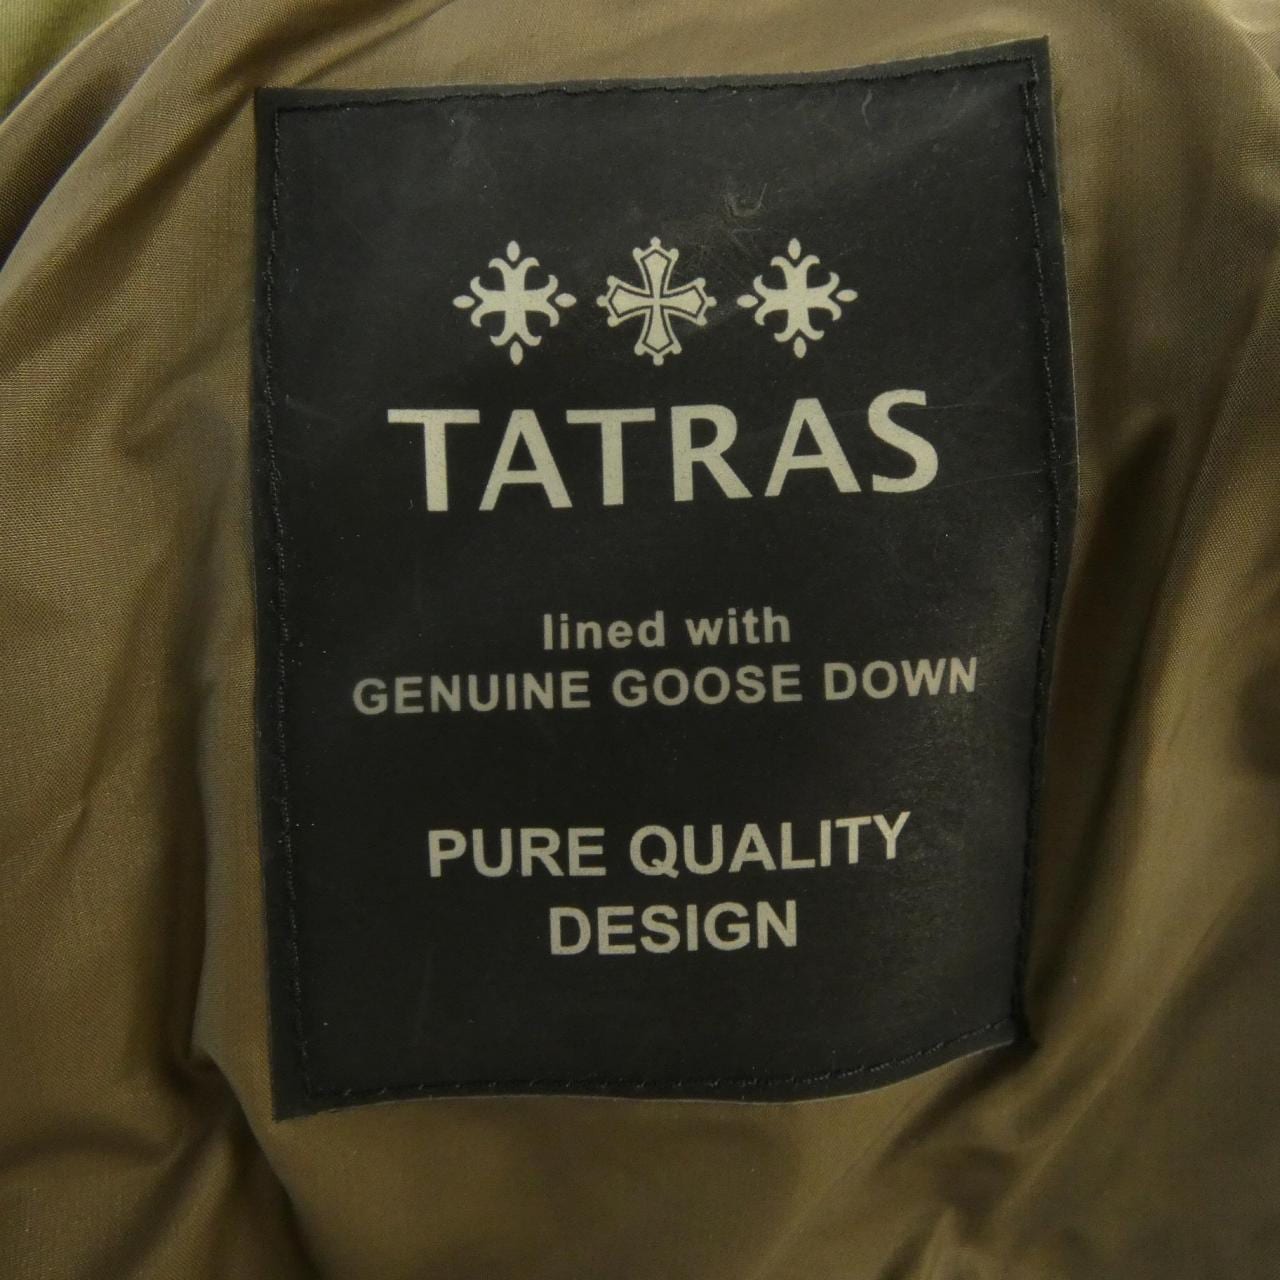 TATRAS
lined with
GENUINE GOOSE DOWN
PURE QUALITY
DESIGN